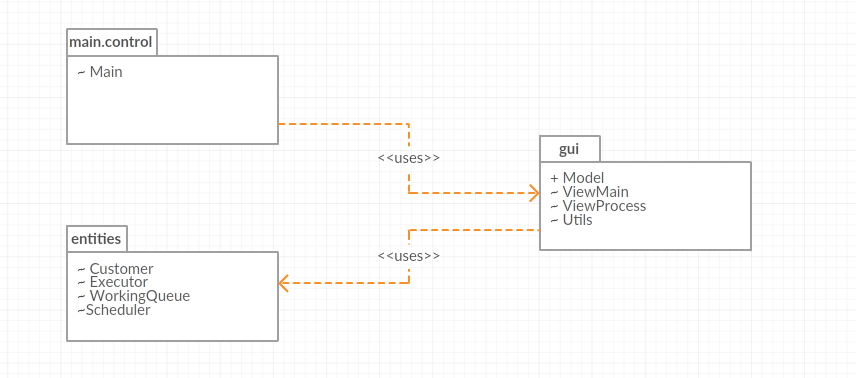 main.control
~ Main
<<uses>>
gui
+ Model
~ ViewMain
~ ViewProcess
~ Utils
entities
~ Customer
~ Executor
~ WorkingQueue
~Scheduler
<<uses>>